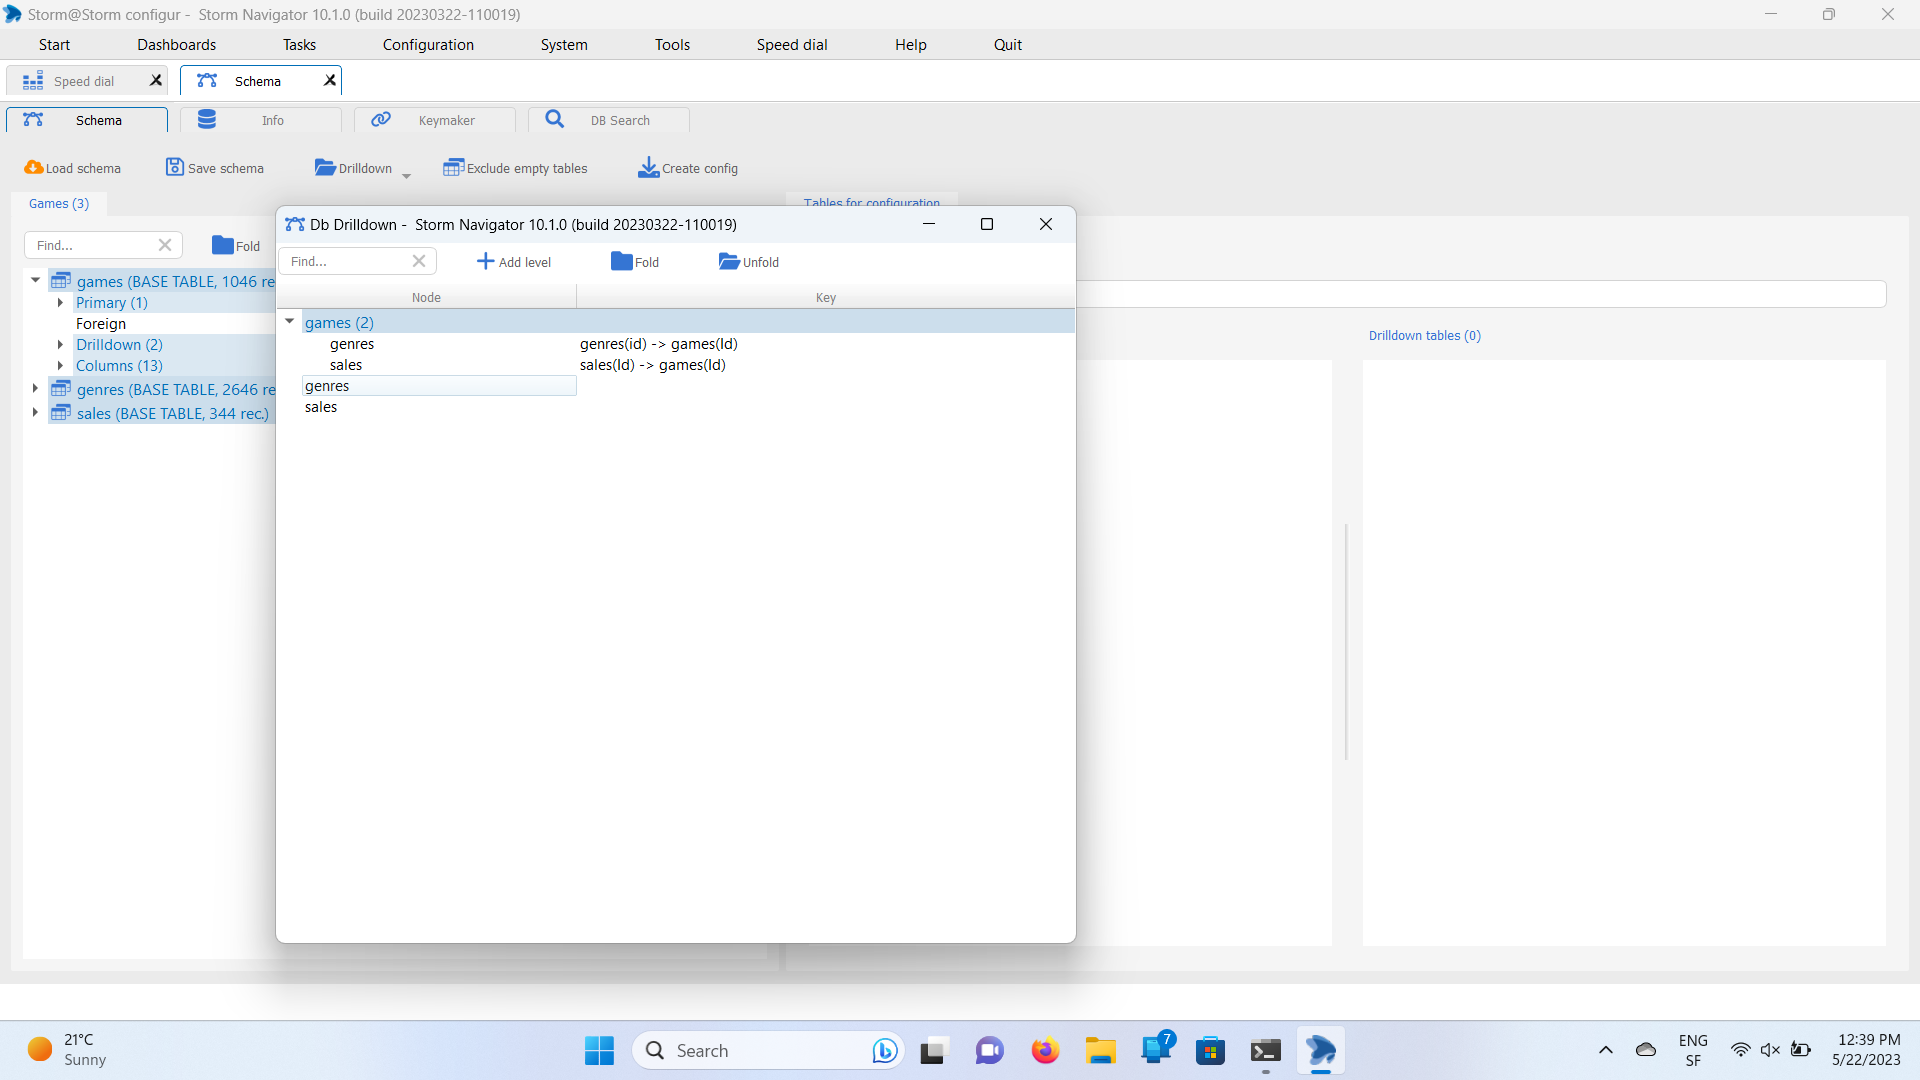 Storm@Storm configur - Storm Navigator 10.1.0 (build 20230322-110019)
Start Dashboards Tasks Configuration System Tools Speed dial Help Quit
Speed dial Schema
Schema Info Keymaker DB Search
Load schema Save schema Drilldown Exclude empty tables Create config
Games (3)
Tables for configuration
Find... Fold
games (BASE TABLE, 1046 re
Primary (1)
Foreign
Drilldown (2)
Columns (13)
genres (BASE TABLE, 2646 re
sales (BASE TABLE, 344 rec.)
Db Drilldown - Storm Navigator 10.1.0 (build 20230322-110019)
Find... Add level Fold Unfold
Node Key
games (2)
genres genres(id) -> games(Id)
sales sales(Id) -> games(Id)
genres
sales
Drilldown tables (0)
21°C
Sunny
Search
7
ENG
SF
12:39 PM
5/22/2023